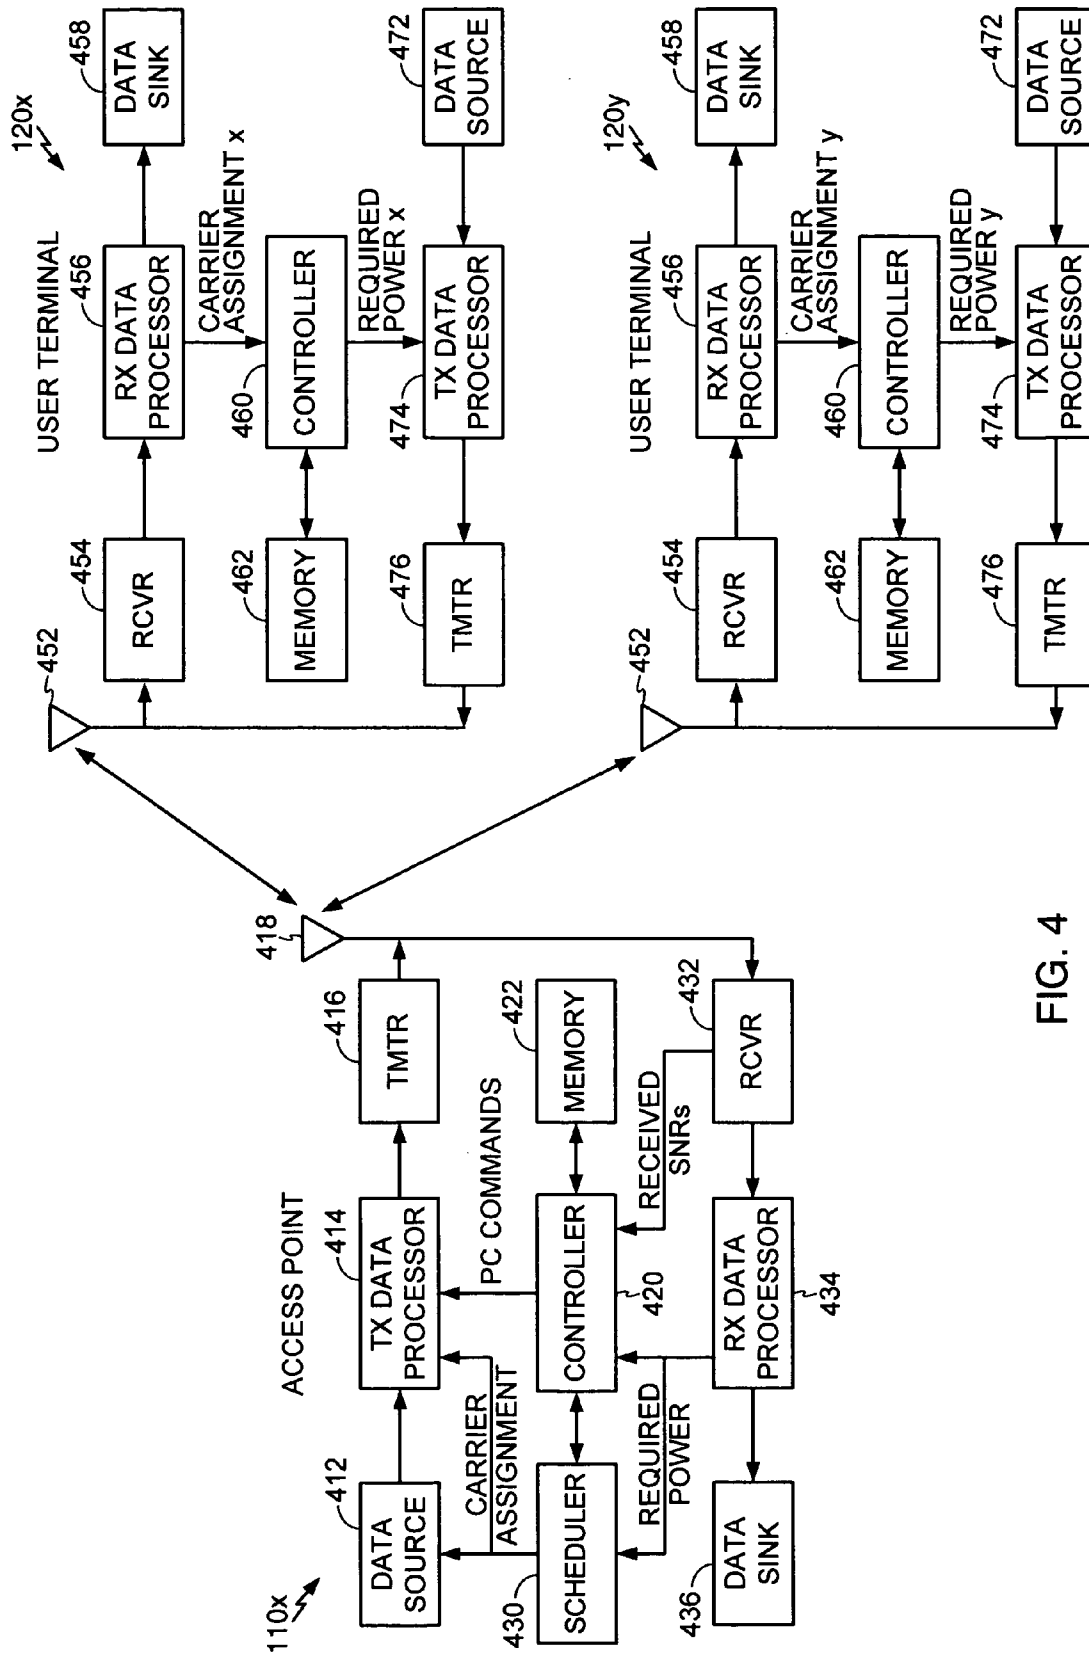 110x
ACCESS POINT
412
DATA
SOURCE
414
TX DATA
PROCESSOR
416
TMTR
418
CARRIER
ASSIGNMENT
PC COMMANDS
430
SCHEDULER
CONTROLLER
420
422
MEMORY
REQUIRED
POWER
RECEIVED
SNRs
436
DATA
SINK
RX DATA
PROCESSOR
434
432
RCVR
120x
USER TERMINAL
452
454
RCVR
456
RX DATA
PROCESSOR
458
DATA
SINK
CARRIER
ASSIGNMENT x
462
MEMORY
460
CONTROLLER
REQUIRED
POWER x
476
TMTR
474
TX DATA
PROCESSOR
472
DATA
SOURCE
120y
USER TERMINAL
452
454
RCVR
456
RX DATA
PROCESSOR
458
DATA
SINK
CARRIER
ASSIGNMENT y
462
MEMORY
460
CONTROLLER
REQUIRED
POWER y
476
TMTR
474
TX DATA
PROCESSOR
472
DATA
SOURCE
FIG. 4